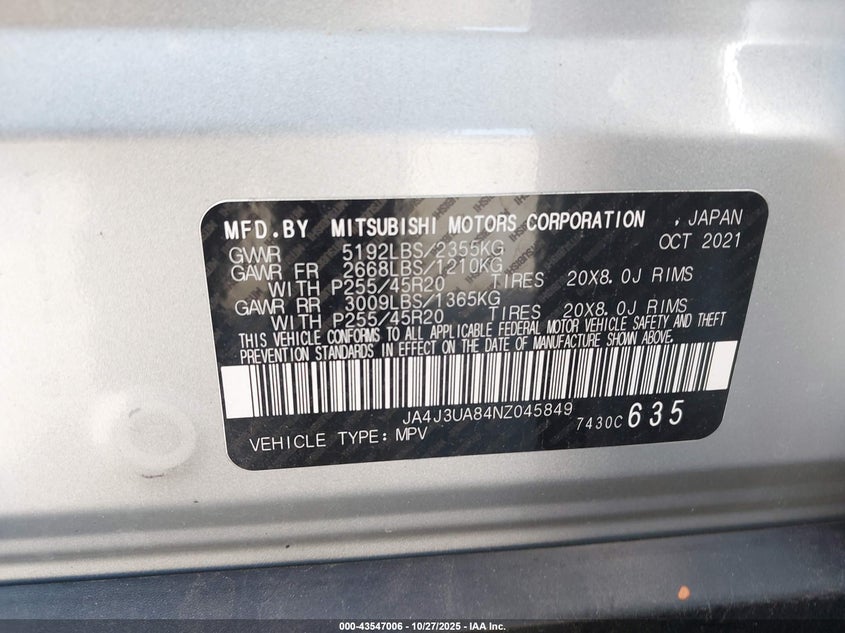 MFD.BY MITSUBISHI MOTORS CORPORATION , JAPAN
GVWR 5192LBS/2355KG OCT 2021
GAWR FR 2668LBS/1210KG
WITH P255/45R20 TIRES 20X8.0J RIMS
GAWR RR 3009LBS/1365KG
WITH P255/45R20 TIRES 20X8.0J RIMS
THIS VEHICLE CONFORMS TO ALL APPLICABLE FEDERAL MOTOR VEHICLE SAFETY AND THEFT
PREVENTION STANDARDS IN EFFECT ON THE DATE OF MANUFACTURE SHOWN ABOVE.
JA4J3UA84NZ045849
VEHICLE TYPE: MPV 7430C 635
000-43547006 | 10/27/2025 - IAA Inc.